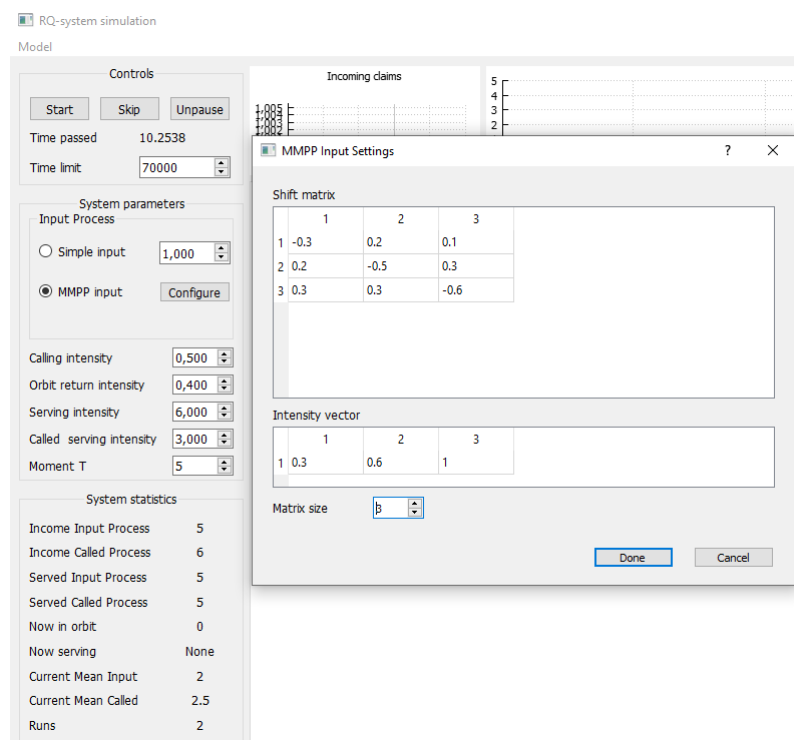 RQ-system simulation
Model
Controls
Start Skip Unpause
Time passed 10.2538
Time limit 70000
System parameters
Input Process
Simple input 1,000
MMPP input Configure
Calling intensity 0,500
Orbit return intensity 0,400
Serving intensity 6,000
Called serving intensity 3,000
Moment T 5
System statistics
Income Input Process 5
Income Called Process 6
Served Input Process 5
Served Called Process 5
Now in orbit 0
Now serving None
Current Mean Input 2
Current Mean Called 2.5
Runs 2
Incoming claims
1,005
1,004
1,003
1,002
5
4
3
2
MMPP Input Settings ? ×
Shift matrix
1 2 3
1 -0.3 0.2 0.1
2 0.2 -0.5 0.3
3 0.3 0.3 -0.6
Intensity vector
1 2 3
1 0.3 0.6 1
Matrix size 3
Done Cancel